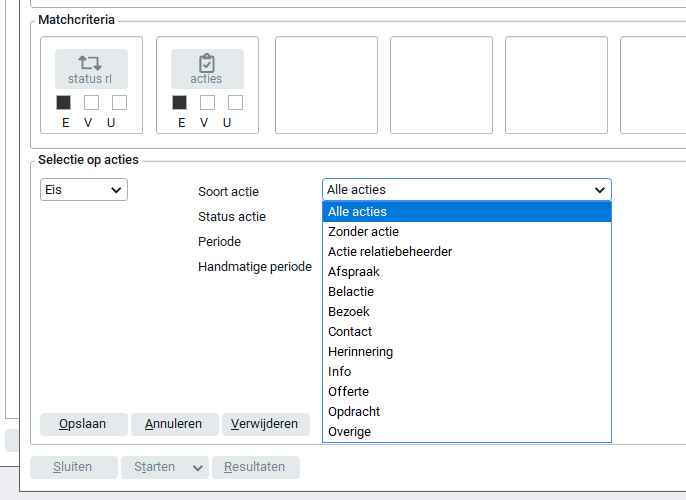 Matchcriteria
status rl
acties
E V U
E V U
Selectie op acties
Eis
Soort actie
Alle acties
Status actie
Periode
Handmatige periode
Alle acties
Zonder actie
Actie relatiebeheerder
Afspraak
Belactie
Bezoek
Contact
Herinnering
Info
Offerte
Opdracht
Overige
Opslaan
Annuleren
Verwijderen
Sluiten
Starten
Resultaten